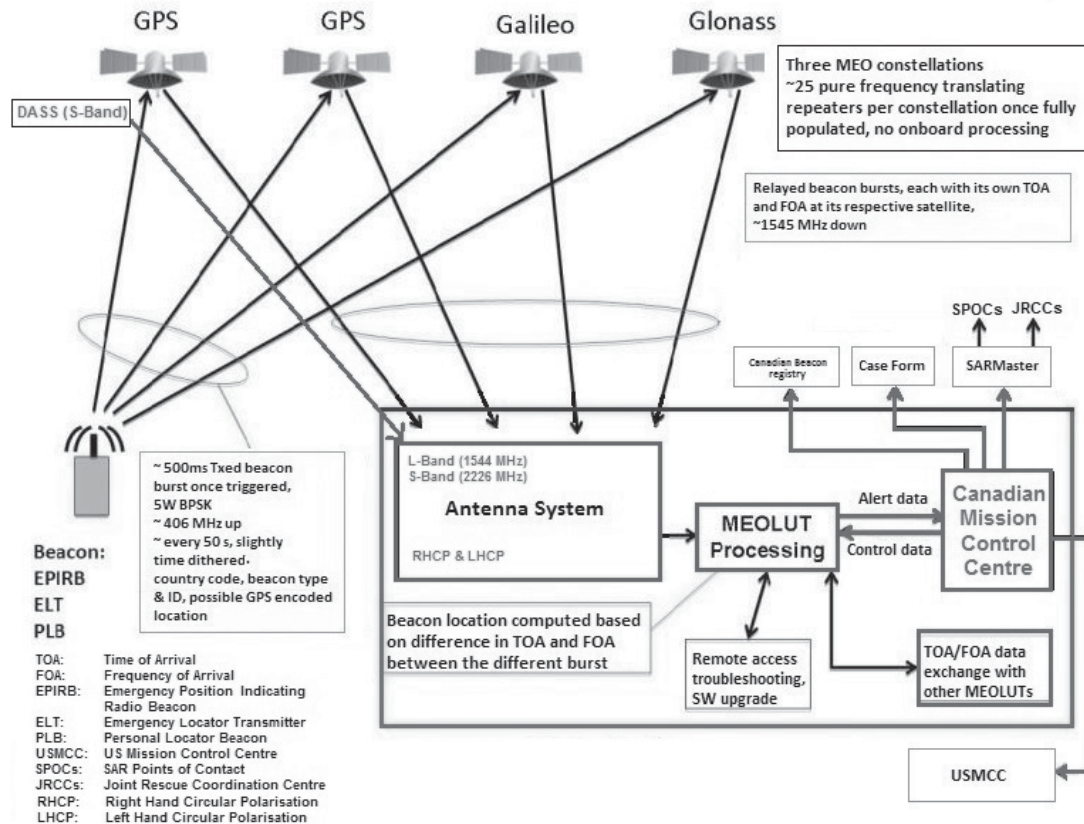 GPS
GPS
Galileo
Glonass
DASS (S-Band)
Three MEO constellations
~25 pure frequency translating
repeaters per constellation once fully
populated, no onboard processing
Relayed beacon bursts, each with its own TOA
and FOA at its respective satellite,
~1545 MHz down
SPOCs
JRCCs
Canadian Beacon
registry
Case Form
SARMaster
~ 500ms Txed beacon
burst once triggered,
5W BPSK
~ 406 MHz up
~ every 50 s, slightly
time dithered.
country code, beacon type
& ID, possible GPS encoded
location
L-Band (1544 MHz)
S-Band (2226 MHz)
Antenna System
RHCP & LHCP
MEOLUT
Processing
Alert data
Control data
Canadian
Mission
Control
Centre
Beacon location computed based
on difference in TOA and FOA
between the different burst
Remote access
troubleshooting,
SW upgrade
TOA/FOA data
exchange with
other MEOLUTs
USMCC
Beacon:
EPIRB
ELT
PLB
TOA: Time of Arrival
FOA: Frequency of Arrival
EPIRB: Emergency Position Indicating
Radio Beacon
ELT: Emergency Locator Transmitter
PLB: Personal Locator Beacon
USMCC: US Mission Control Centre
SPOCs: SAR Points of Contact
JRCCs: Joint Rescue Coordination Centre
RHCP: Right Hand Circular Polarisation
LHCP: Left Hand Circular Polarisation